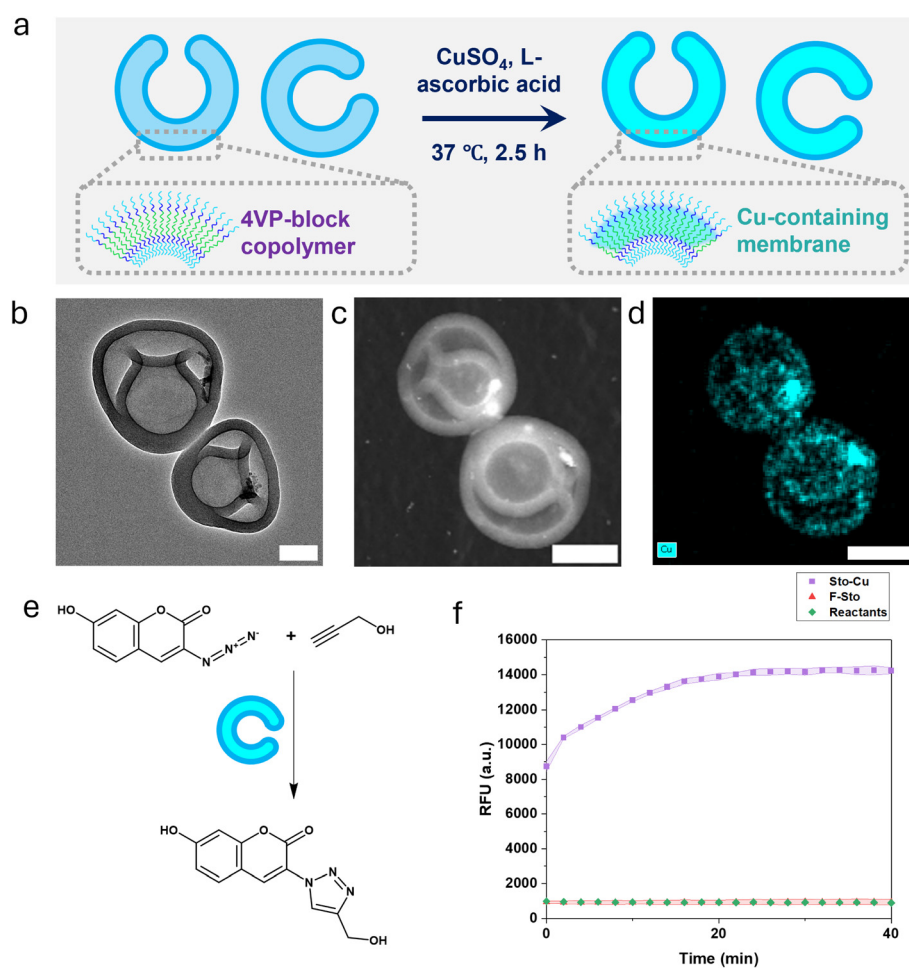 a
CuSO4, L-
ascorbic acid
37 ℃, 2.5 h
4VP-block
copolymer
Cu-containing
membrane
b
c
d
Cu
e
HO
O
O
N
N+
N-
+
OH
HO
O
O
N
N
N
OH
f
Sto-Cu
F-Sto
Reactants
16000
14000
12000
10000
8000
6000
4000
2000
0
RFU (a.u.)
0
20
40
Time (min)